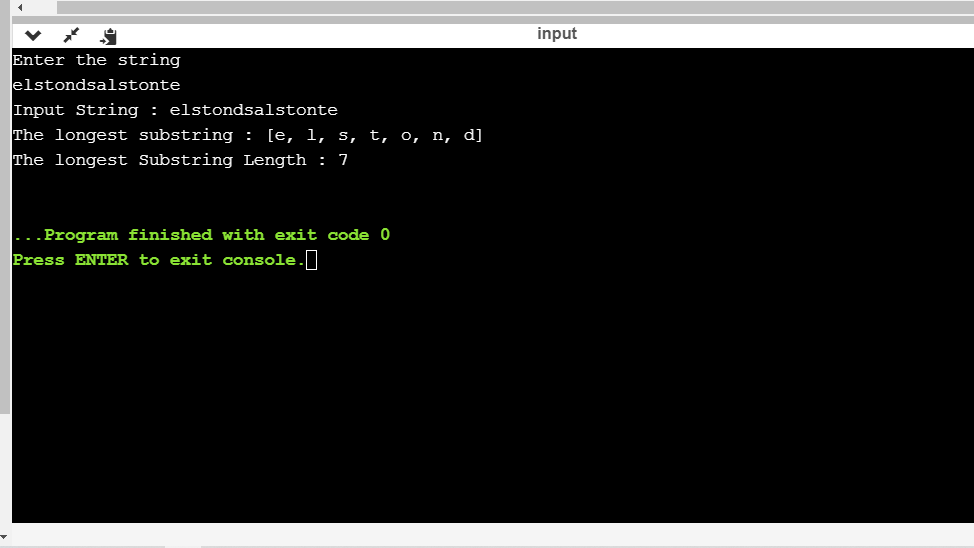 input
Enter the string
elstondsalstonte
Input String : elstondsalstonte
The longest substring : [e, l, s, t, o, n, d]
The longest Substring Length : 7
...Program finished with exit code 0
Press ENTER to exit console.